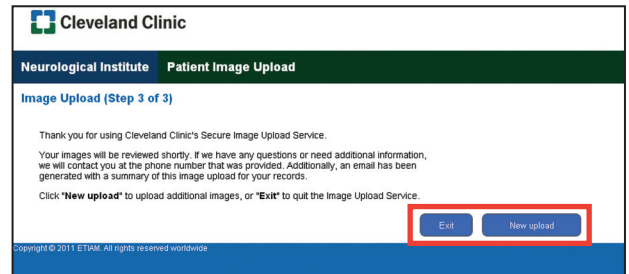 Cleveland Clinic
Neurological Institute Patient Image Upload
Image Upload (Step 3 of 3)
Thank you for using Cleveland Clinic's Secure Image Upload Service.
Your images will be reviewed shortly. If we have any questions or need additional information,
we will contact you at the phone number that was provided. Additionally, an email has been
generated with a summary of this image upload for your records.
Click "New upload" to upload additional images, or "Exit" to quit the Image Upload Service.
Exit New upload
Copyright © 2011 ETIAM. All rights reserved worldwide